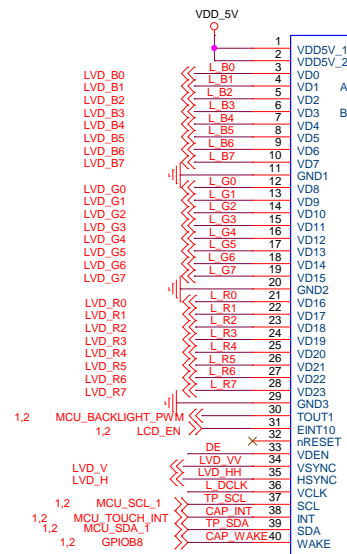 VDD_5V
1 VDD5V_1
2 VDD5V_2
LVD_B0 L_B0 3 VD0
LVD_B1 L_B1 4 VD1 A
LVD_B2 L_B2 5 VD2
LVD_B3 L_B3 6 VD3 B
LVD_B4 L_B4 7 VD4
LVD_B5 L_B5 8 VD5
LVD_B6 L_B6 9 VD6
LVD_B7 L_B7 10 VD7
11 GND1
LVD_G0 L_G0 12 VD8
LVD_G1 L_G1 13 VD9
LVD_G2 L_G2 14 VD10
LVD_G3 L_G3 15 VD11
LVD_G4 L_G4 16 VD12
LVD_G5 L_G5 17 VD13
LVD_G6 L_G6 18 VD14
LVD_G7 L_G7 19 VD15
20 GND2
LVD_R0 L_R0 21 VD16
LVD_R1 L_R1 22 VD17
LVD_R2 L_R2 23 VD18
LVD_R3 L_R3 24 VD19
LVD_R4 L_R4 25 VD20
LVD_R5 L_R5 26 VD21
LVD_R6 L_R6 27 VD22
LVD_R7 L_R7 28 VD23
29 GND3
1,2 MCU_BACKLIGHT_PWM 30 TOUT1
1,2 LCD_EN 31 EINT10
32 nRESET
DE 33 VDEN
LVD_V LVD_VV 34 VSYNC
LVD_H LVD_HH 35 HSYNC
L_DCLK 36 VCLK
1,2 MCU_SCL_1 TP_SCL 37 SCL
1,2 MCU_TOUCH_INT CAP_INT 38 INT
1,2 MCU_SDA_1 TP_SDA 39 SDA
1,2 GPIOB8 CAP_WAKE 40 WAKE